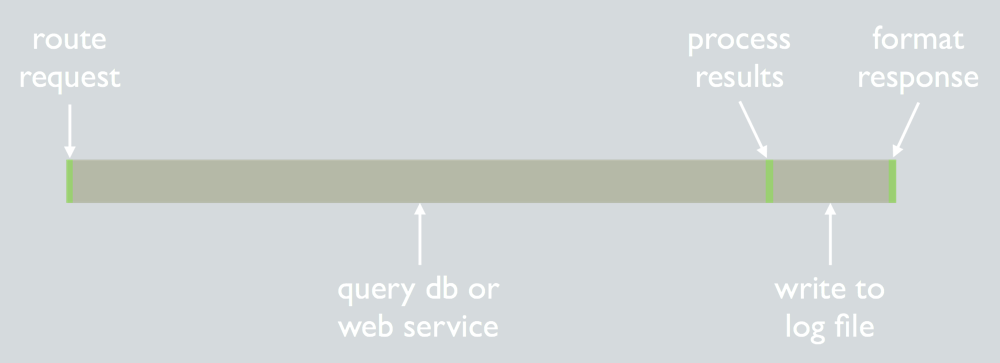 route
request
process
results
format
response
query db or
web service
write to
log file